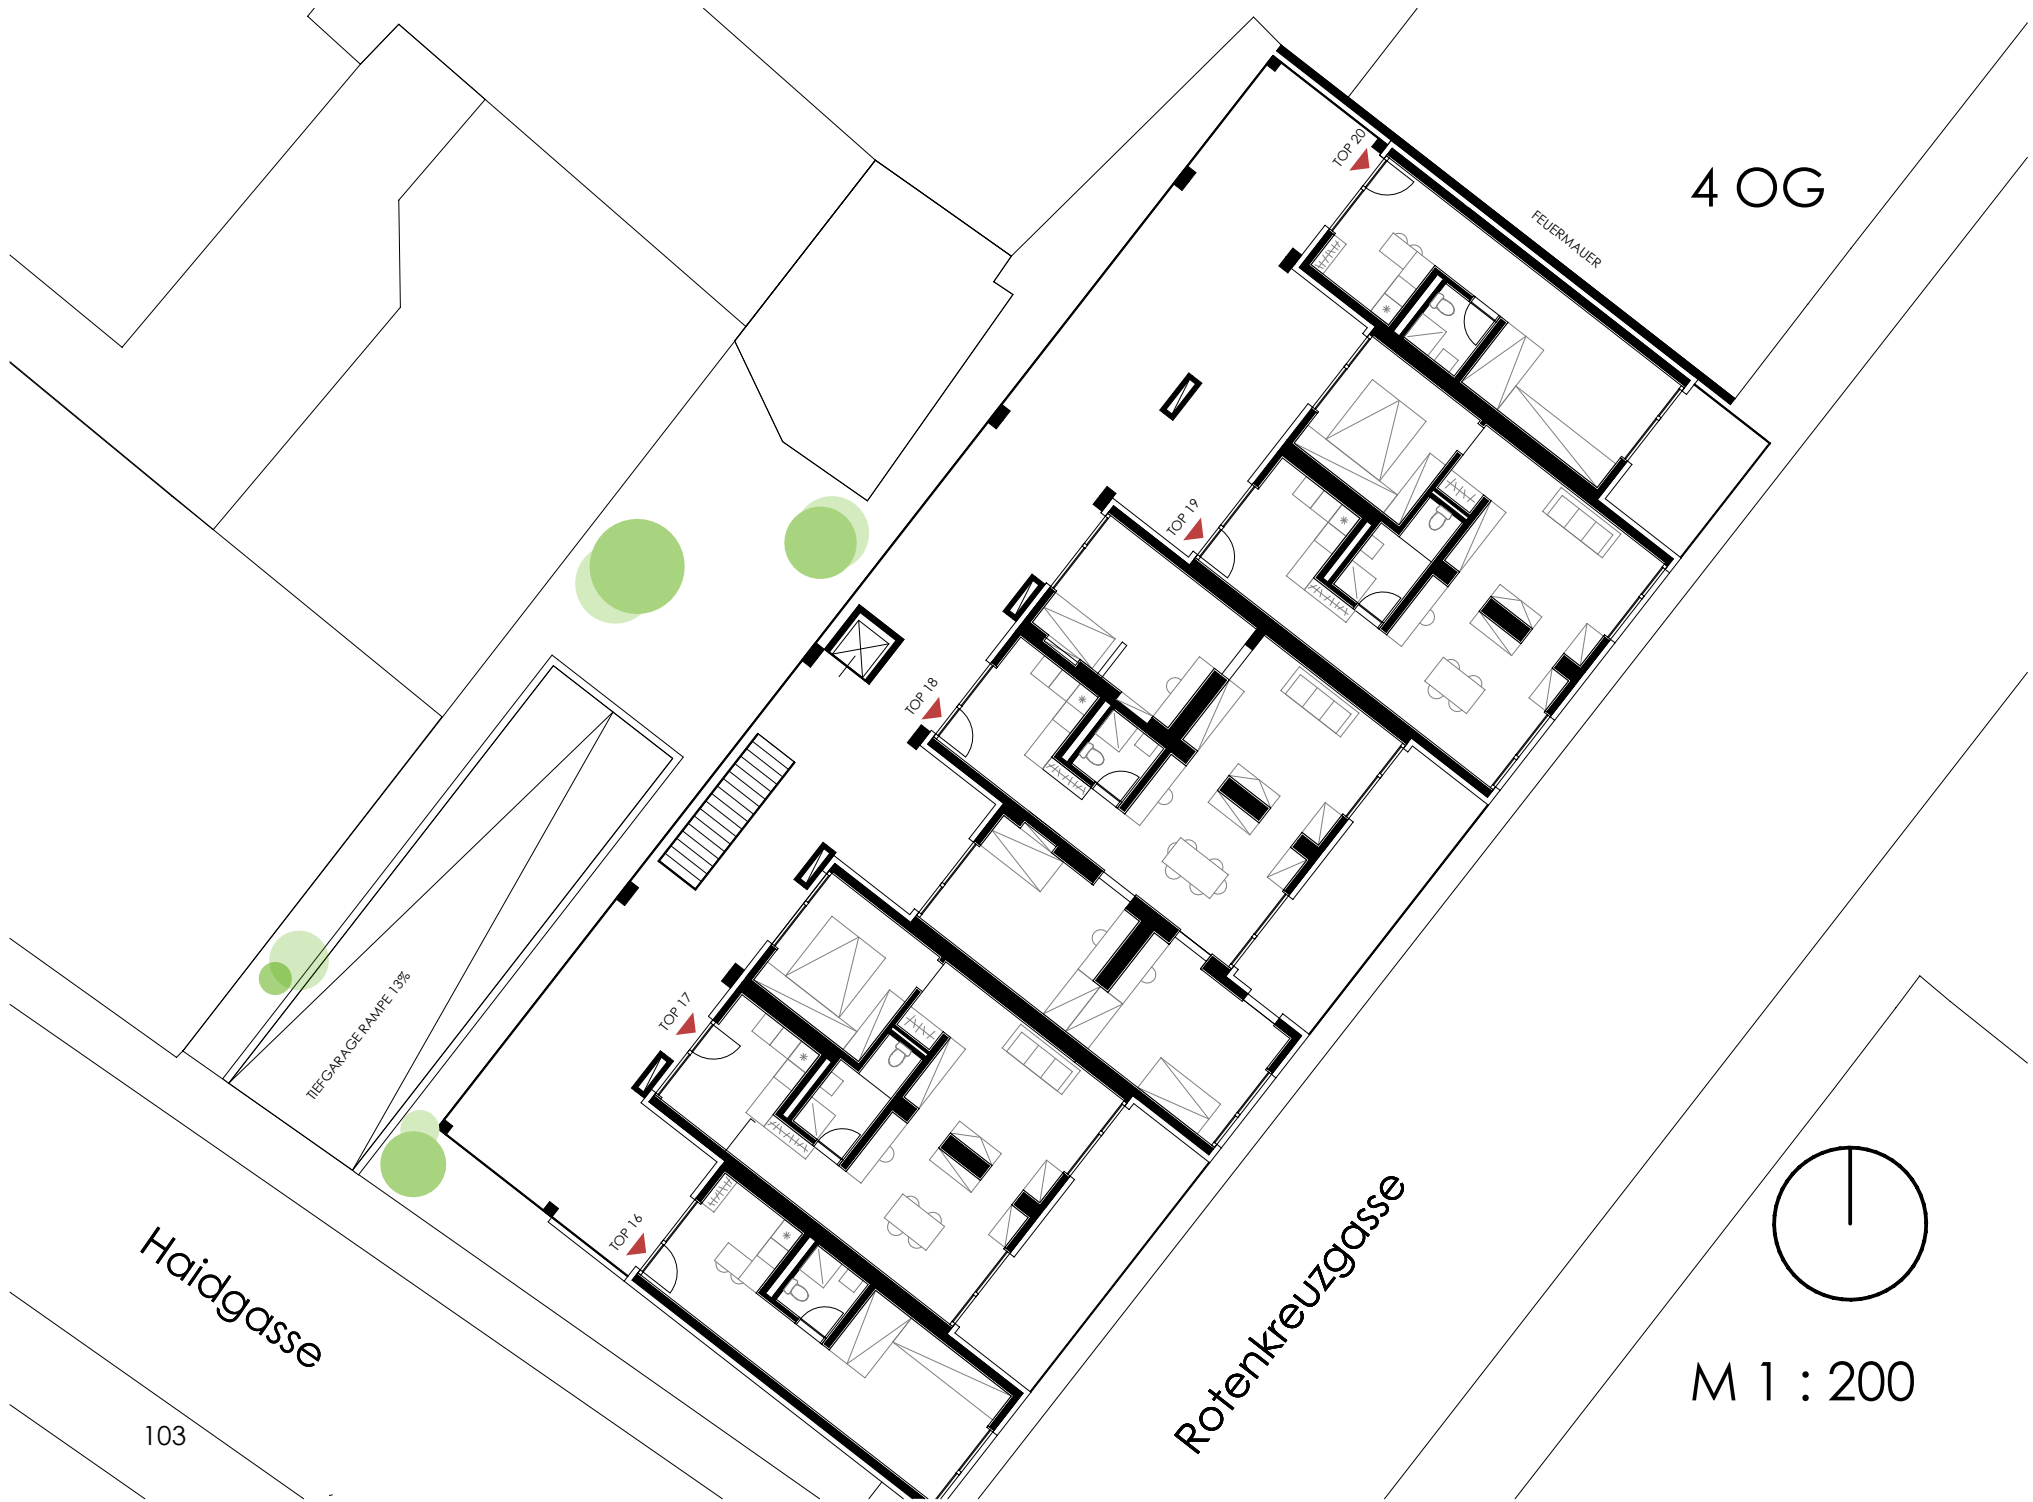 4 OG
TOP 20
FEUERMAUER
TOP 19
TOP 18
TOP 17
TIEFGARAGE RAMPE 13%
TOP 16
Haidgasse
Rotenkreuzgasse
M 1 : 200
103